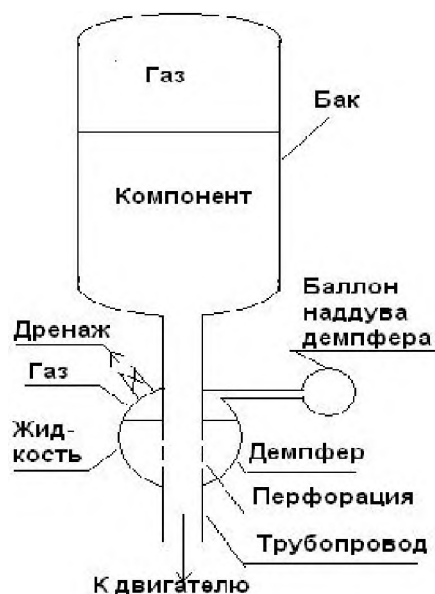 Газ
Бак
Компонент
Баллон
наддува
демпфера
Дренаж
Газ
Жид-
кость
Демпфер
Перфорация
Трубопровод
К двигателю